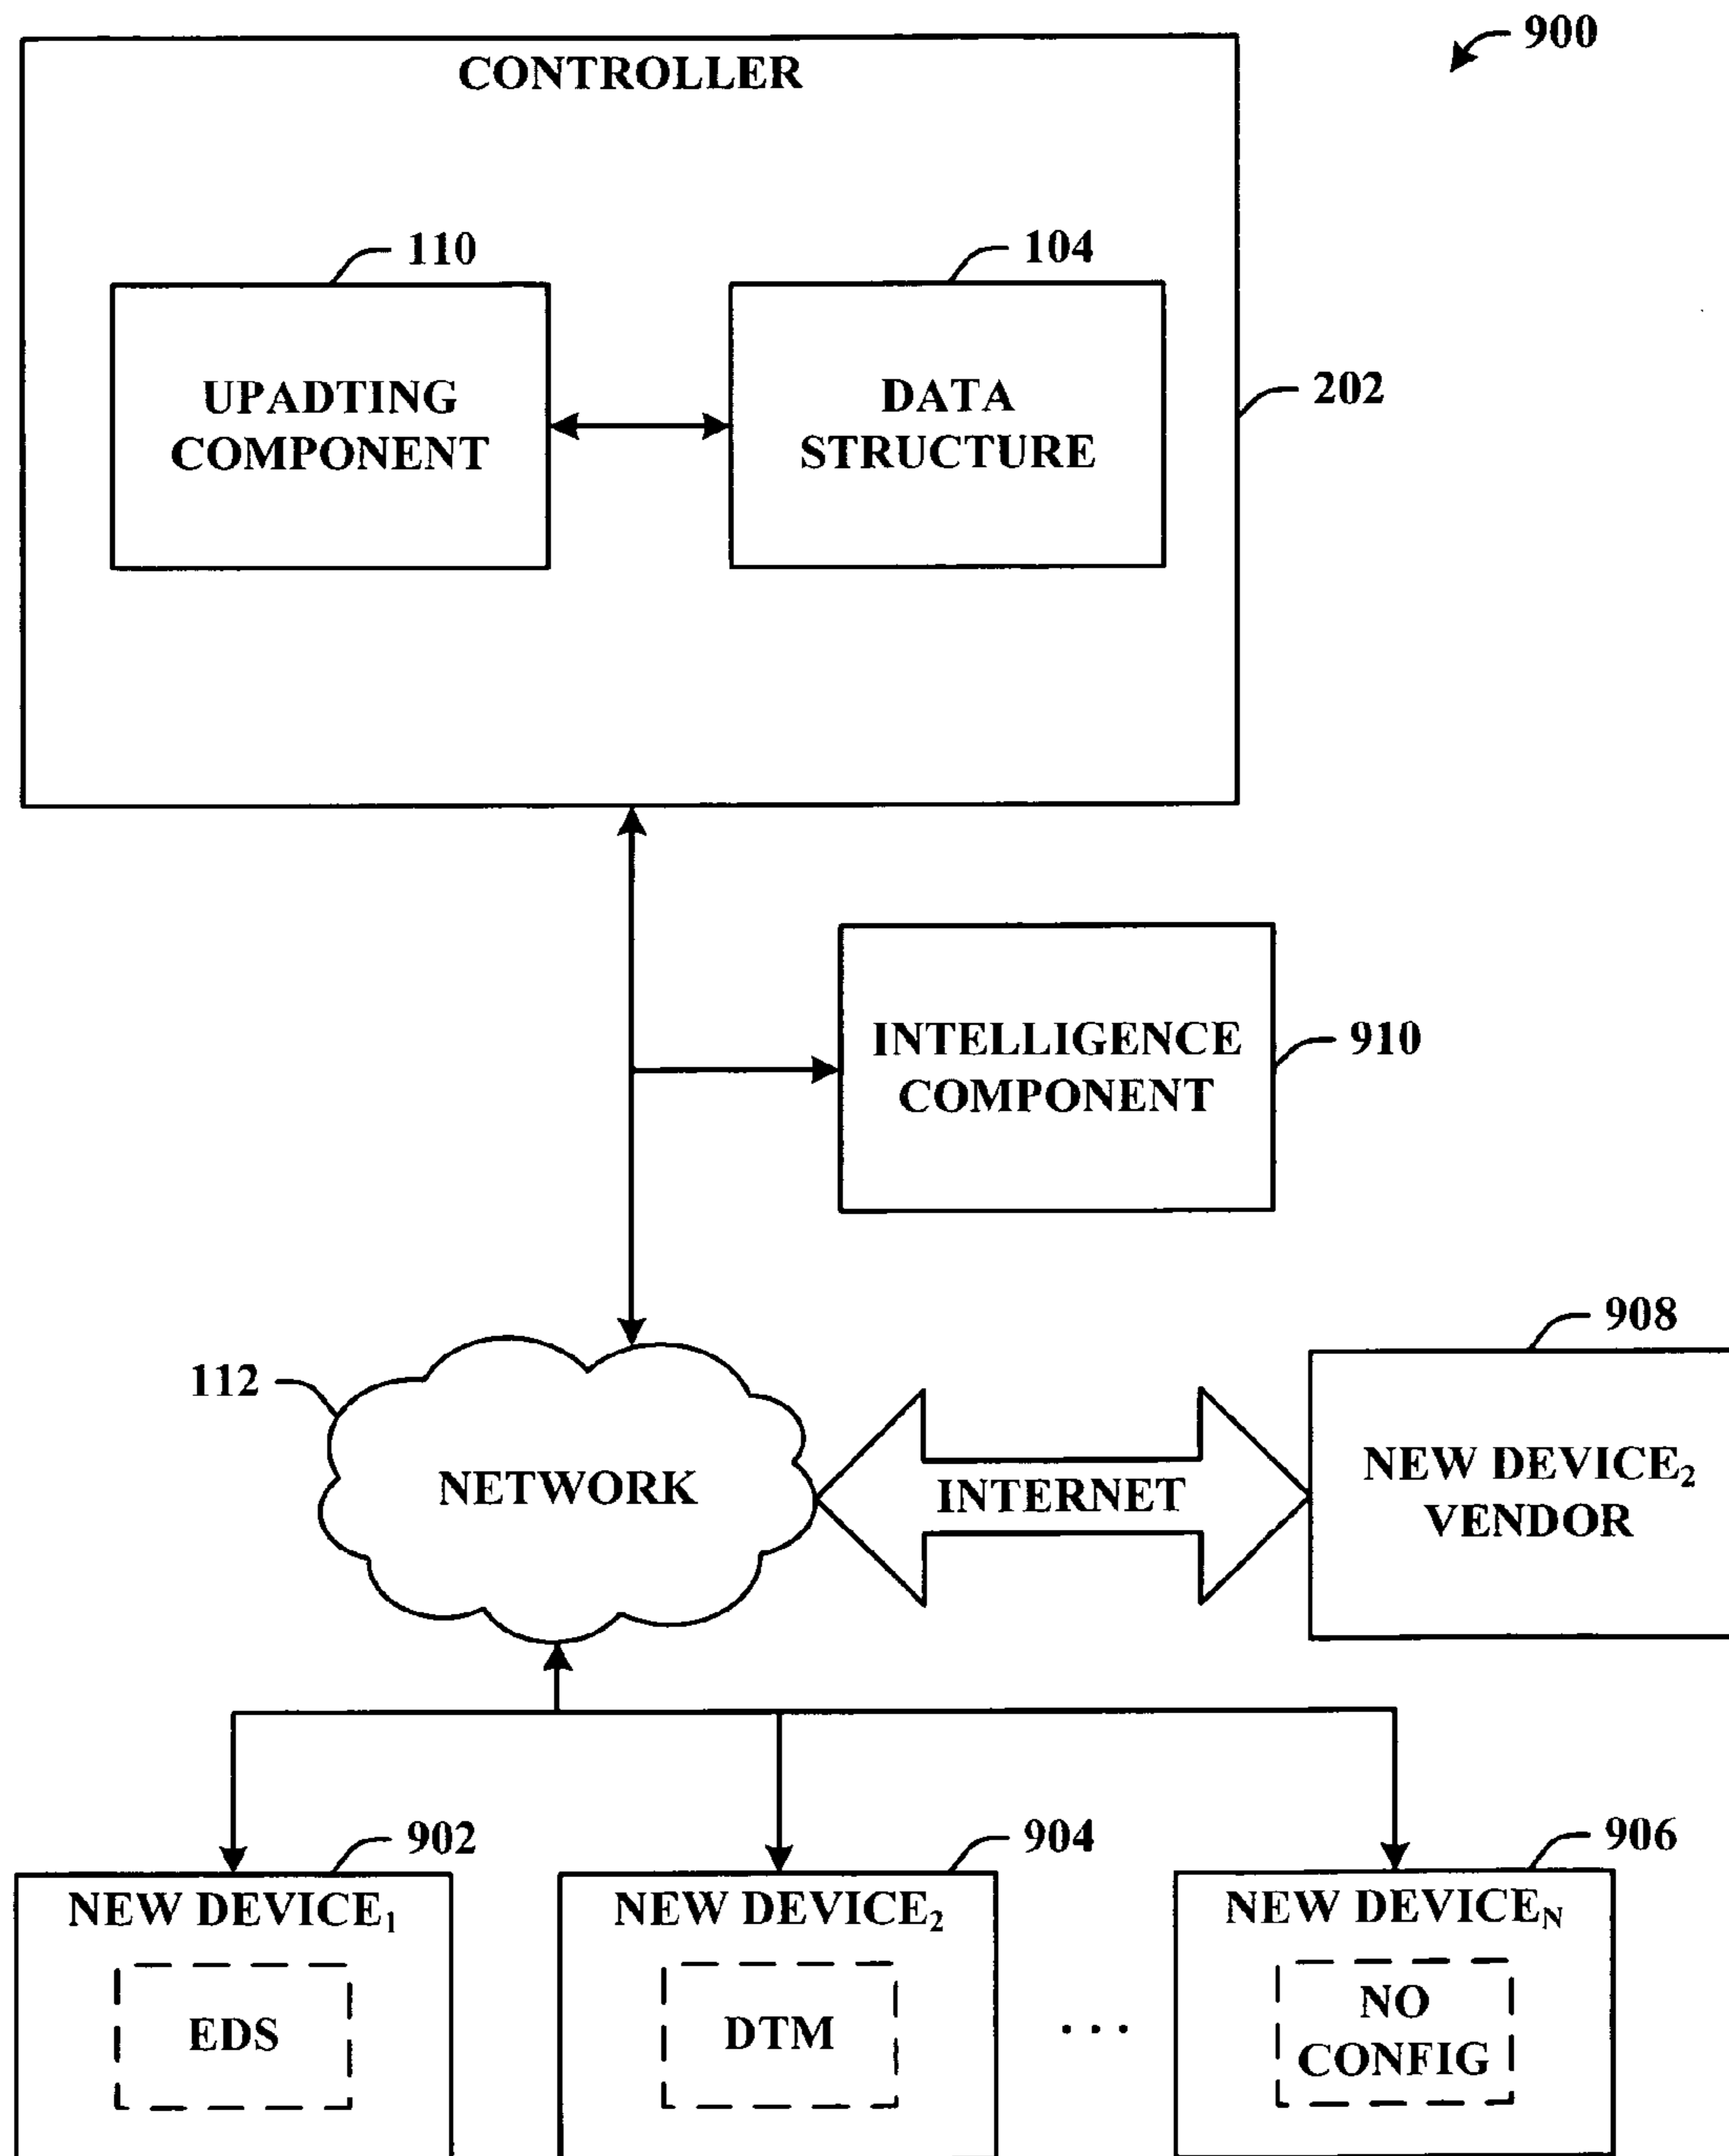 900
CONTROLLER
110
104
UPADTING
COMPONENT
DATA
STRUCTURE
202
INTELLIGENCE
COMPONENT
910
908
112
NETWORK
INTERNET
NEW DEVICE₂
VENDOR
902
904
906
NEW DEVICE₁
EDS
NEW DEVICE₂
DTM
...
NEW DEVICE_N
NO
CONFIG